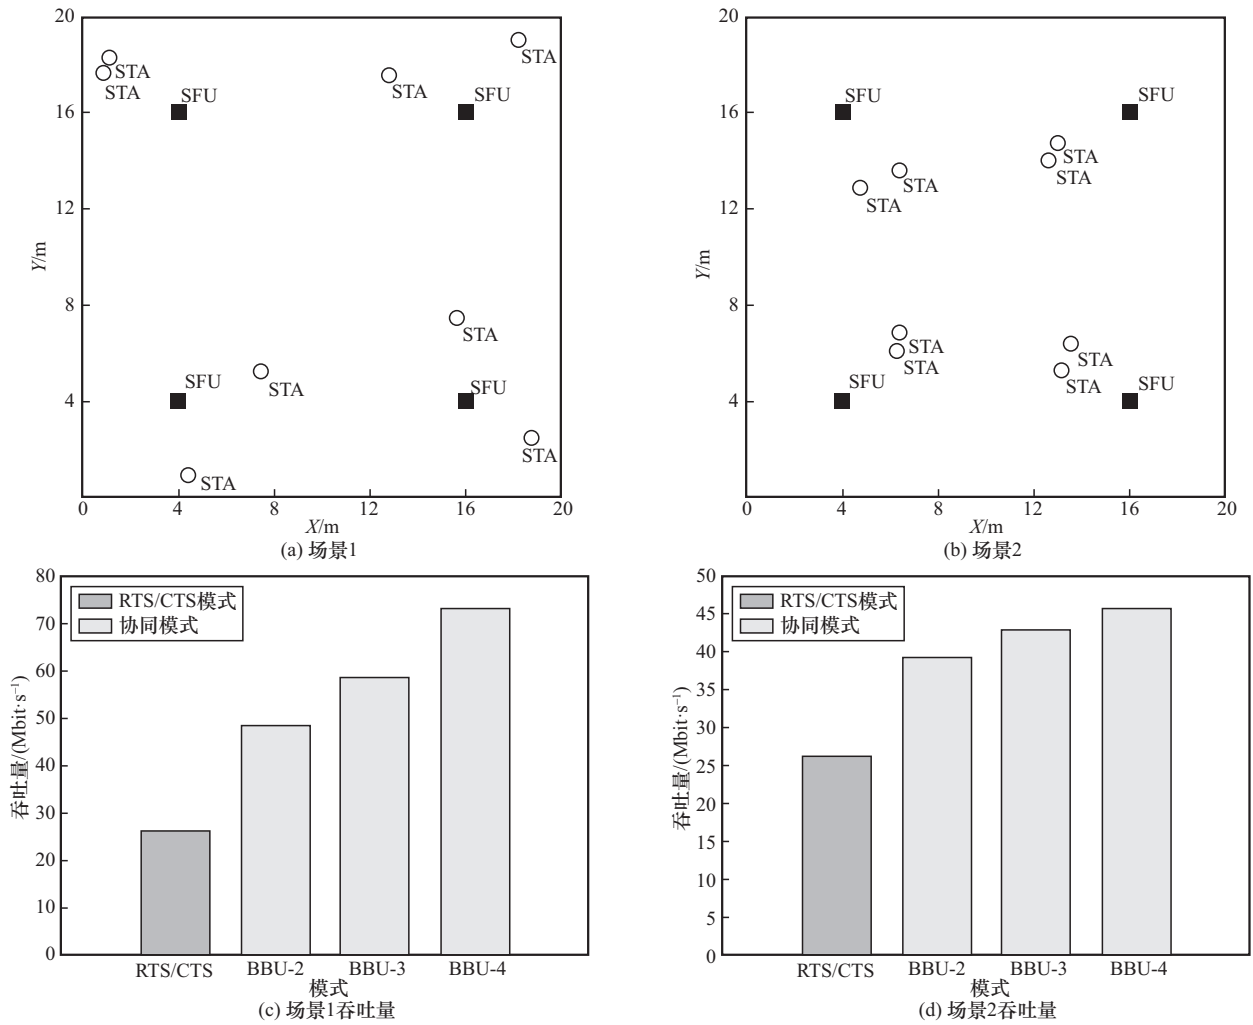 20
16
12
8
4
0
4
8
12
16
20
Y/m
X/m
STA
STA
SFU
STA
SFU
STA
STA
SFU
STA
SFU
STA
STA
(a) 场景1
20
16
12
8
4
0
4
8
12
16
20
Y/m
X/m
SFU
SFU
STA
STA
STA
STA
STA
STA
SFU
STA
STA
SFU
(b) 场景2
80
70
60
50
40
30
20
10
0
吞吐量/(Mbit·s⁻¹)
RTS/CTS模式
协同模式
RTS/CTS
BBU-2
BBU-3
BBU-4
模式
(c) 场景1吞吐量
50
45
40
35
30
25
20
15
10
5
0
吞吐量/(Mbit·s⁻¹)
RTS/CTS模式
协同模式
RTS/CTS
BBU-2
BBU-3
BBU-4
模式
(d) 场景2吞吐量